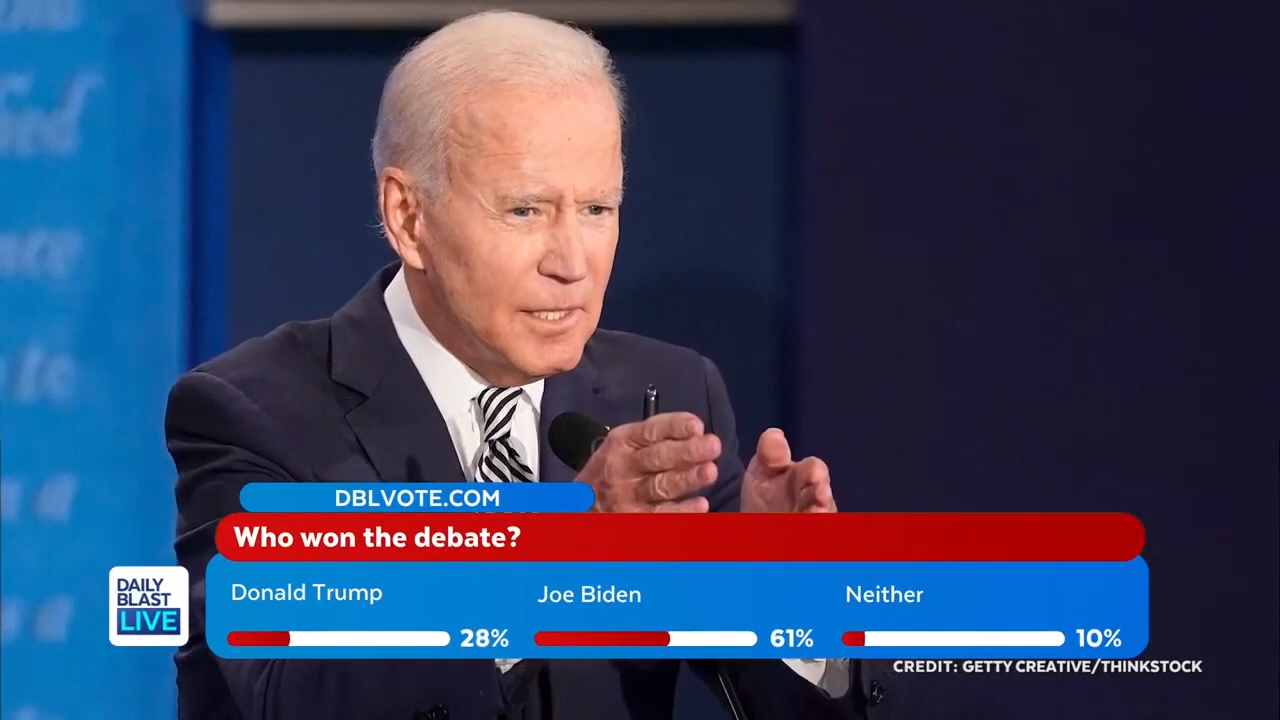 DBLVOTE.COM
Who won the debate?
DAILY
BLAST
LIVE
Donald Trump
Joe Biden
Neither
28%
61%
10%
CREDIT: GETTY CREATIVE/THINKSTOCK